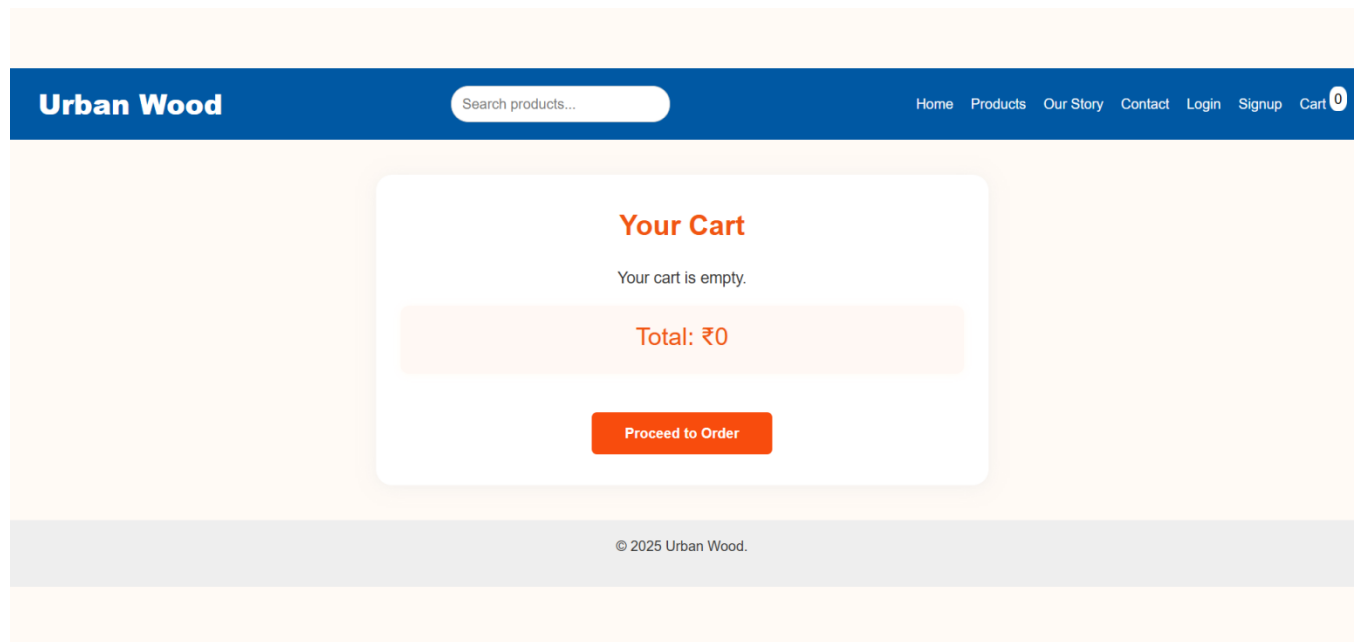 Urban Wood
Search products...
Home Products Our Story Contact Login Signup Cart 0
Your Cart
Your cart is empty.
Total: ₹0
Proceed to Order
© 2025 Urban Wood.